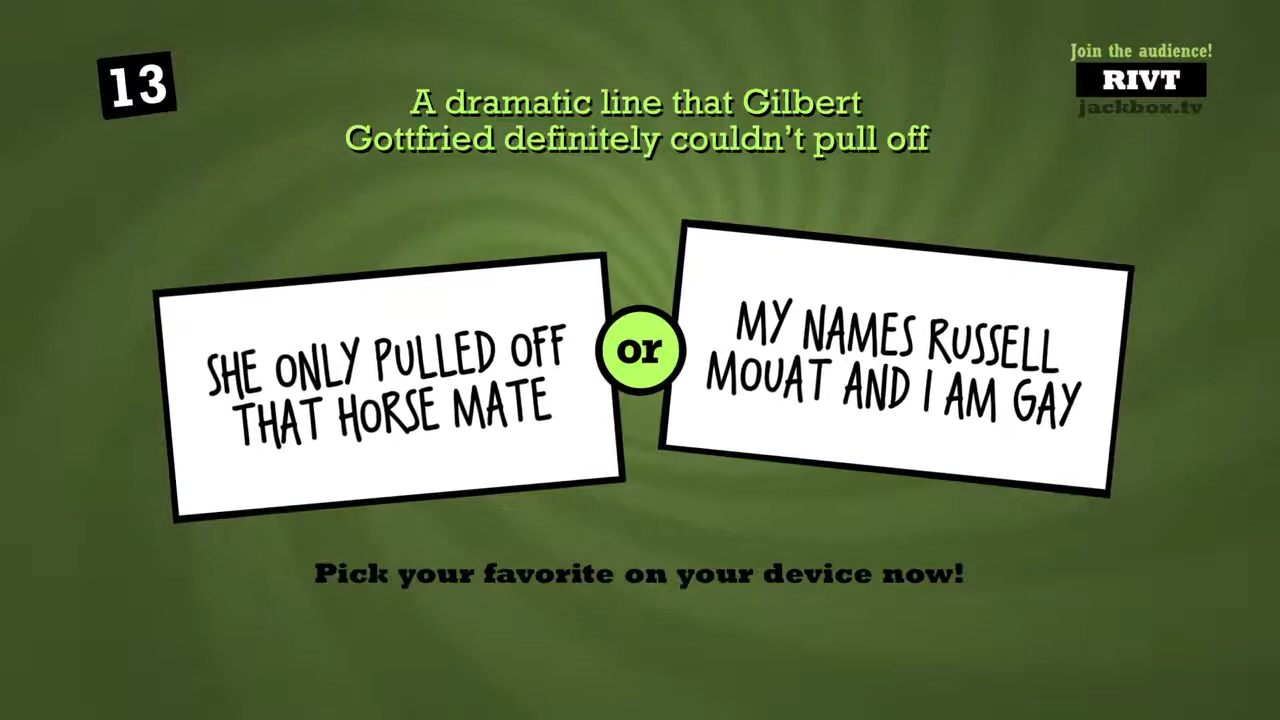 13
Join the audience!
RIVT
jackbox.tv
A dramatic line that Gilbert
Gottfried definitely couldn't pull off
SHE ONLY PULLED OFF
THAT HORSE MATE
or
MY NAMES RUSSELL
MOUAT AND I AM GAY
Pick your favorite on your device now!